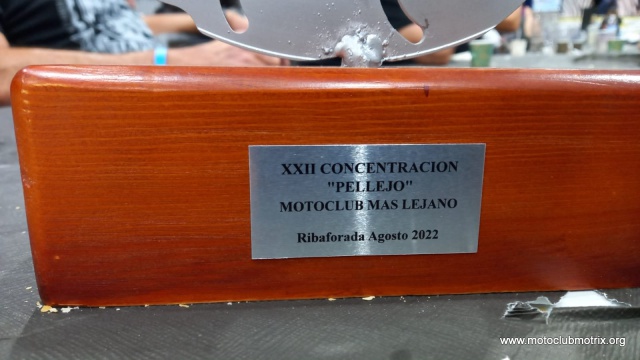 XXII CONCENTRACION
"PELLEJO"
MOTOCLUB MAS LEJANO
Ribaforada Agosto 2022
www.motoclubmotrix.org